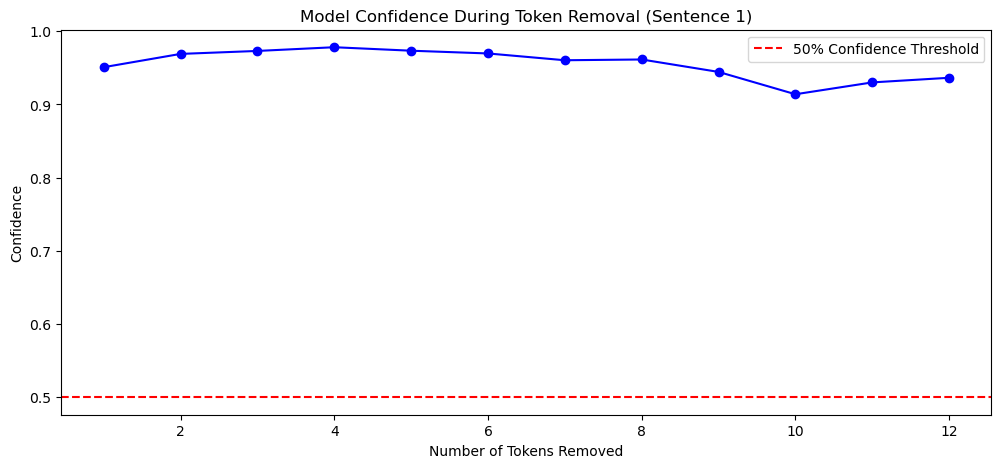 Model Confidence During Token Removal (Sentence 1)
50% Confidence Threshold
1.0
0.9
0.8
0.7
0.6
0.5
Confidence
2 4 6 8 10 12
Number of Tokens Removed